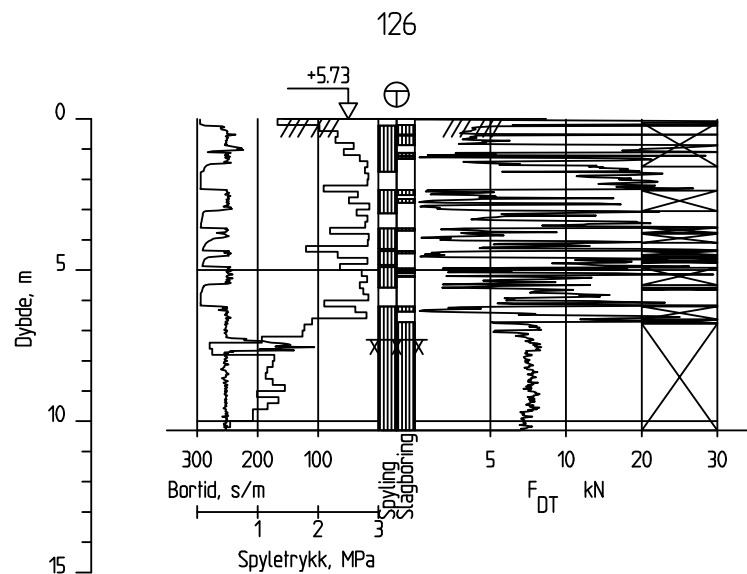 126
+5.73
0
5
10
15
Dybde, m
300 200 100
Bortid, s/m
Spyling
Slagboring
5 10 20 30
FDT kN
1 2 3
Spyletrykk, MPa